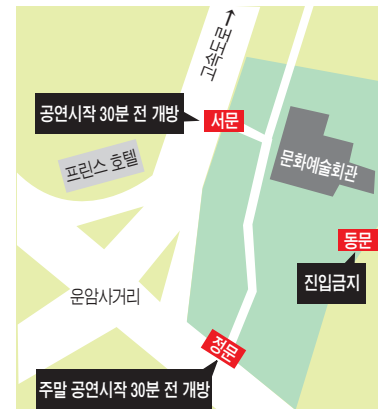 고속도로→
공연시작 30분 전 개방
서문
프린스 호텔
문화예술회관
동문
진입금지
운암사거리
정문
주말 공연시작 30분 전 개방